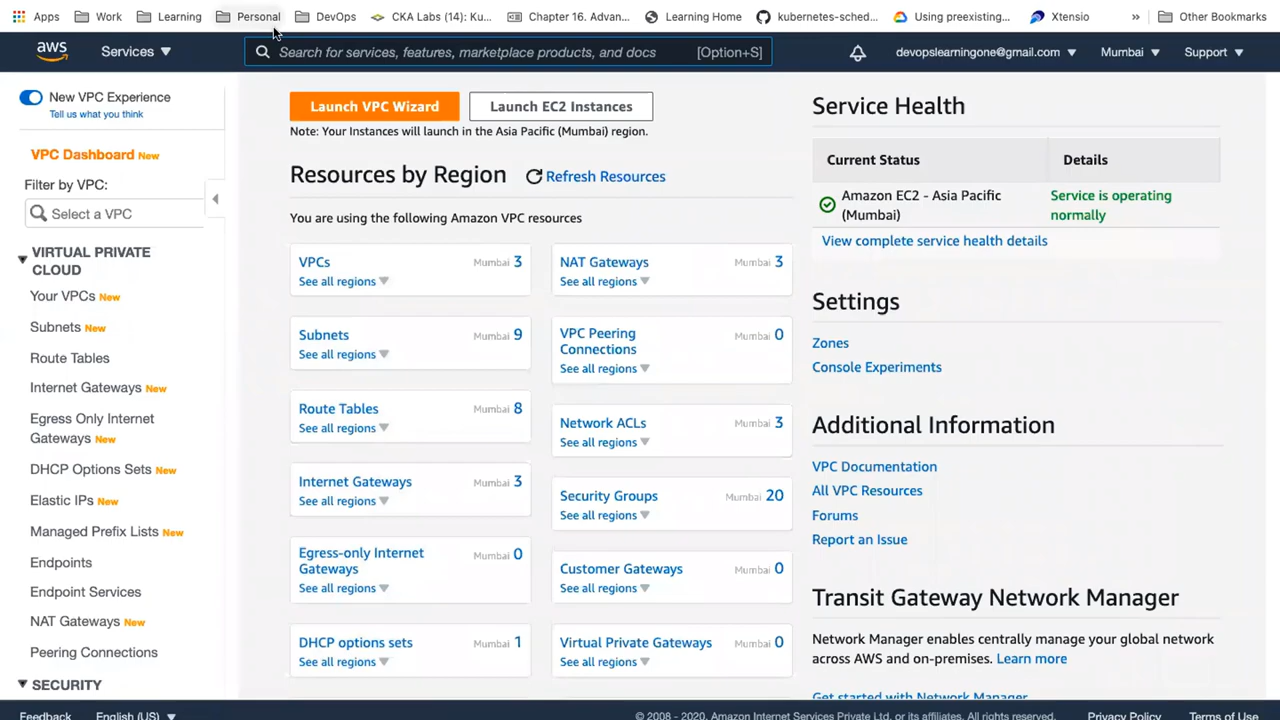 Apps
Work
Learning
Personal
DevOps
CKA Labs (14): Ku...
Chapter 16. Advan...
Learning Home
kubernetes-sched...
Using preexisting...
Xtensio
»
Other Bookmarks
aws
Services
Search for services, features, marketplace products, and docs
[Option+S]
devopslearningone@gmail.com
Mumbai
Support
New VPC Experience
Tell us what you think
VPC Dashboard New
Filter by VPC:
Select a VPC
VIRTUAL PRIVATE
CLOUD
Your VPCs New
Subnets New
Route Tables
Internet Gateways New
Egress Only Internet
Gateways New
DHCP Options Sets New
Elastic IPs New
Managed Prefix Lists New
Endpoints
Endpoint Services
NAT Gateways New
Peering Connections
SECURITY
Launch VPC Wizard
Launch EC2 Instances
Note: Your Instances will launch in the Asia Pacific (Mumbai) region.
Resources by Region
Refresh Resources
You are using the following Amazon VPC resources
VPCs Mumbai 3
See all regions
NAT Gateways Mumbai 3
See all regions
Subnets Mumbai 9
See all regions
VPC Peering
Connections Mumbai 0
See all regions
Route Tables Mumbai 8
See all regions
Network ACLs Mumbai 3
See all regions
Internet Gateways Mumbai 3
See all regions
Security Groups Mumbai 20
See all regions
Egress-only Internet
Gateways Mumbai 0
See all regions
Customer Gateways Mumbai 0
See all regions
DHCP options sets Mumbai 1
See all regions
Virtual Private Gateways Mumbai 0
See all regions
Service Health
Current Status
Details
Amazon EC2 - Asia Pacific
(Mumbai)
Service is operating
normally
View complete service health details
Settings
Zones
Console Experiments
Additional Information
VPC Documentation
All VPC Resources
Forums
Report an Issue
Transit Gateway Network Manager
Network Manager enables centrally manage your global network
across AWS and on-premises. Learn more
Get started with Network Manager
Feedback
English (US)
© 2008 - 2020, Amazon Internet Services Private Ltd. or its affiliates. All rights reserved.
Privacy Policy
Terms of Use